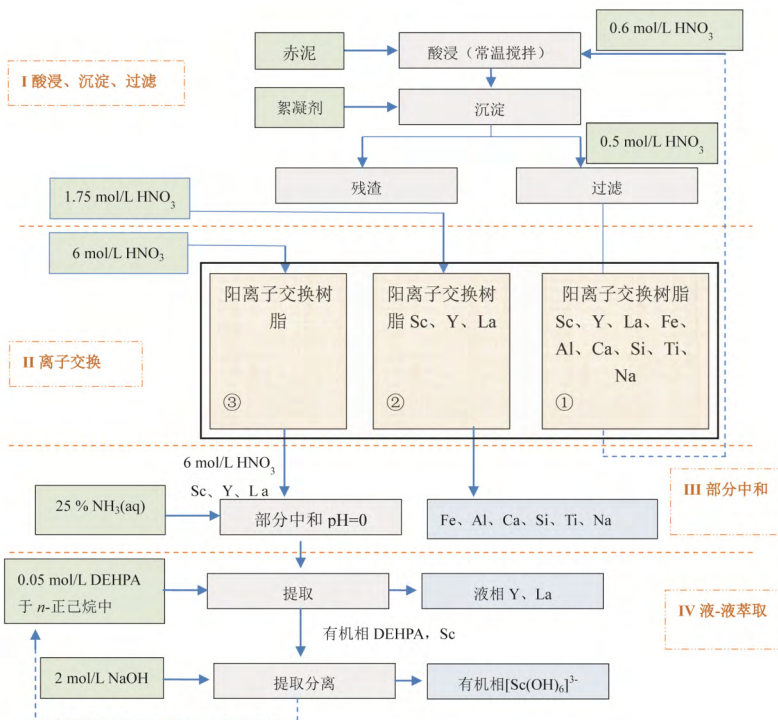 赤泥
酸浸（常温搅拌）
0.6 mol/L HNO3
I 酸浸、沉淀、过滤
絮凝剂
沉淀
0.5 mol/L HNO3
残渣
过滤
1.75 mol/L HNO3
6 mol/L HNO3
阳离子交换树
脂
③
阳离子交换树
脂 Sc、Y、La
②
阳离子交换树脂
Sc、Y、La、Fe、
Al、Ca、Si、Ti、
Na
①
II 离子交换
6 mol/L HNO3
Sc、Y、L a
III 部分中和
25 % NH3(aq)
部分中和 pH=0
Fe、Al、Ca、Si、Ti、Na
0.05 mol/L DEHPA
于 n-正己烷中
提取
液相 Y、La
IV 液-液萃取
有机相 DEHPA，Sc
2 mol/L NaOH
提取分离
有机相[Sc(OH)6]3-